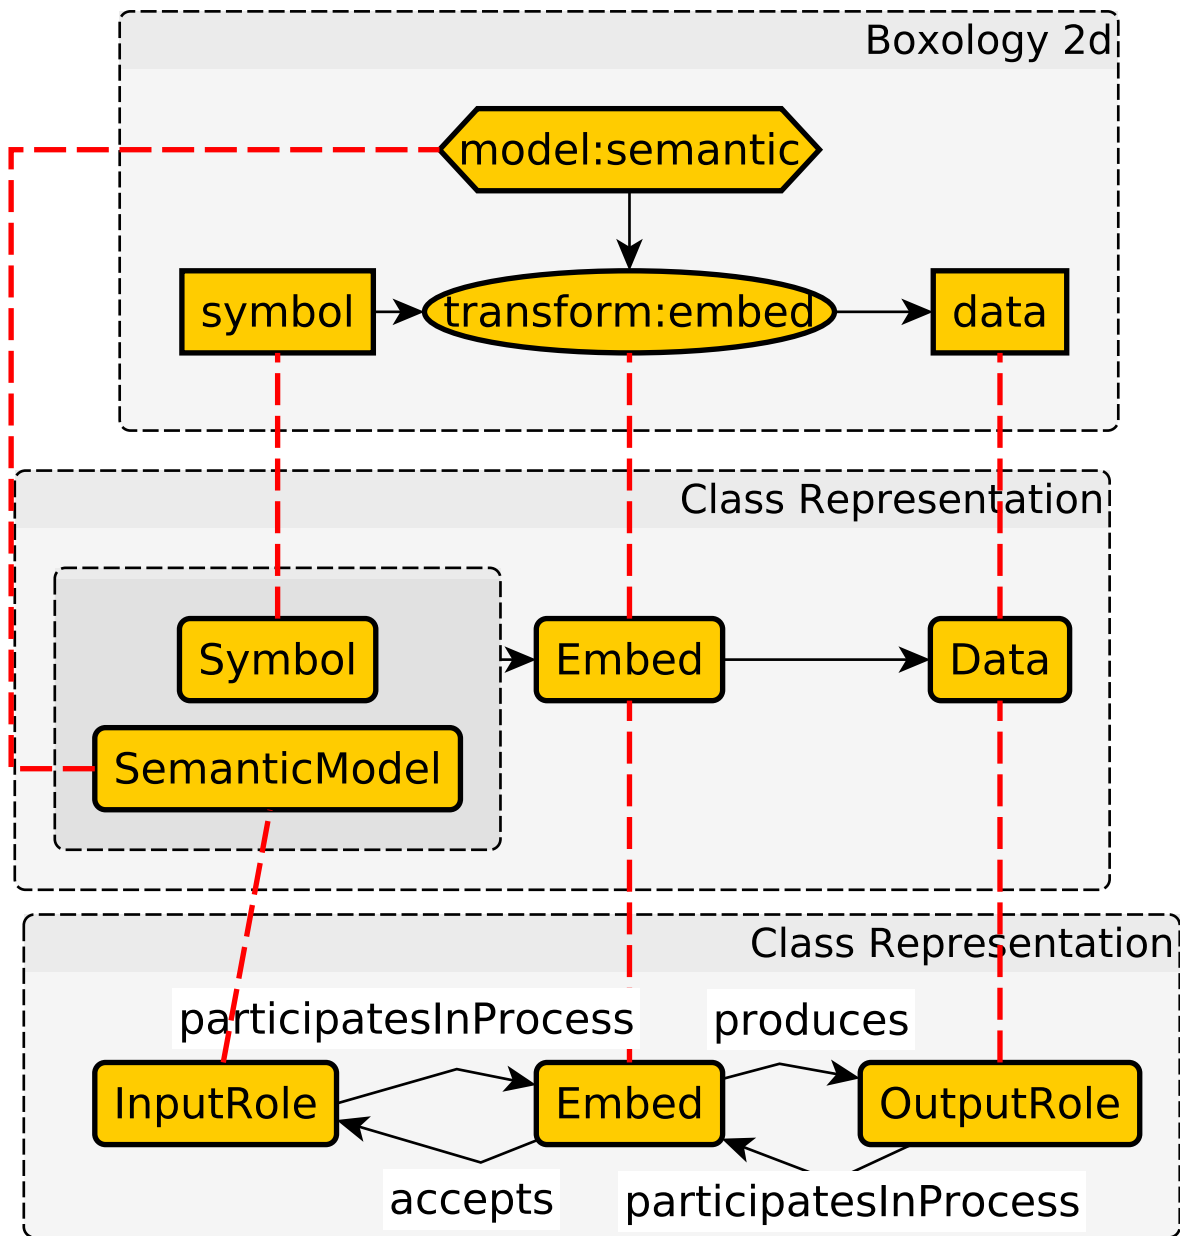 Boxology 2d
model:semantic
symbol
transform:embed
data
Class Representation
Symbol
Embed
Data
SemanticModel
Class Representation
participatesInProcess
produces
InputRole
Embed
OutputRole
accepts
participatesInProcess